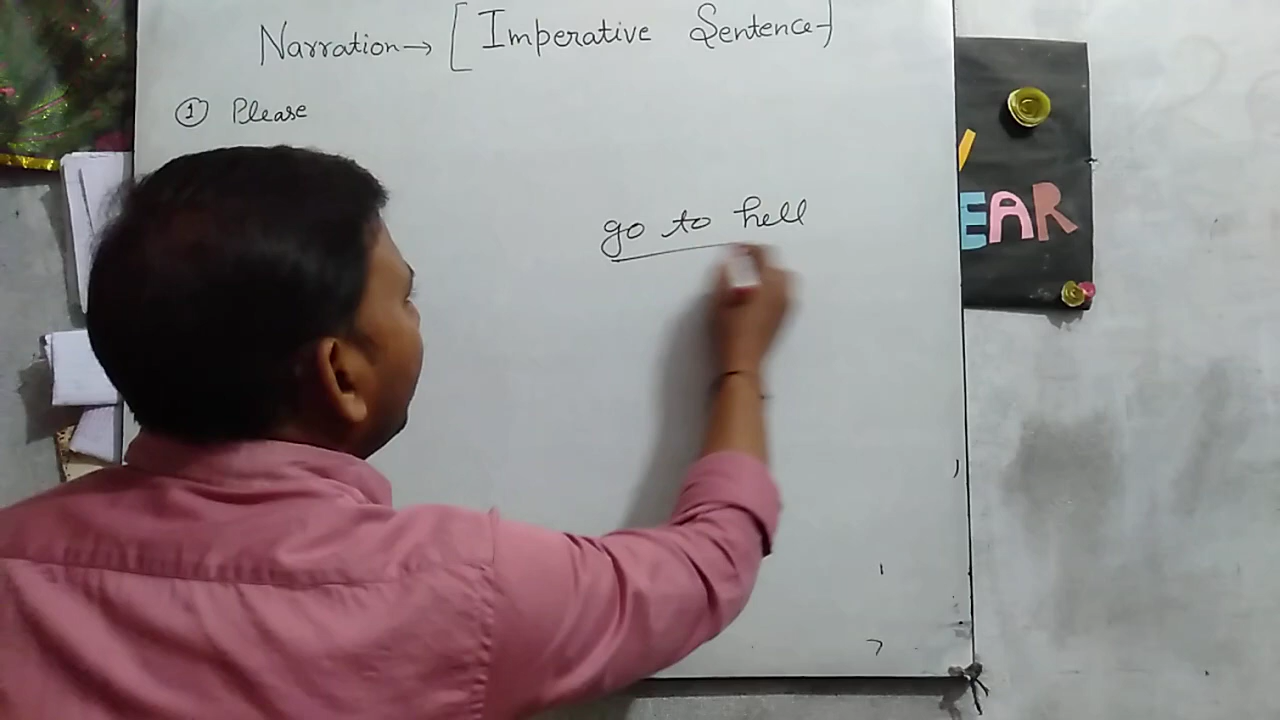 Narration → [Imperative Sentence]
① Please
go to hell
EAR